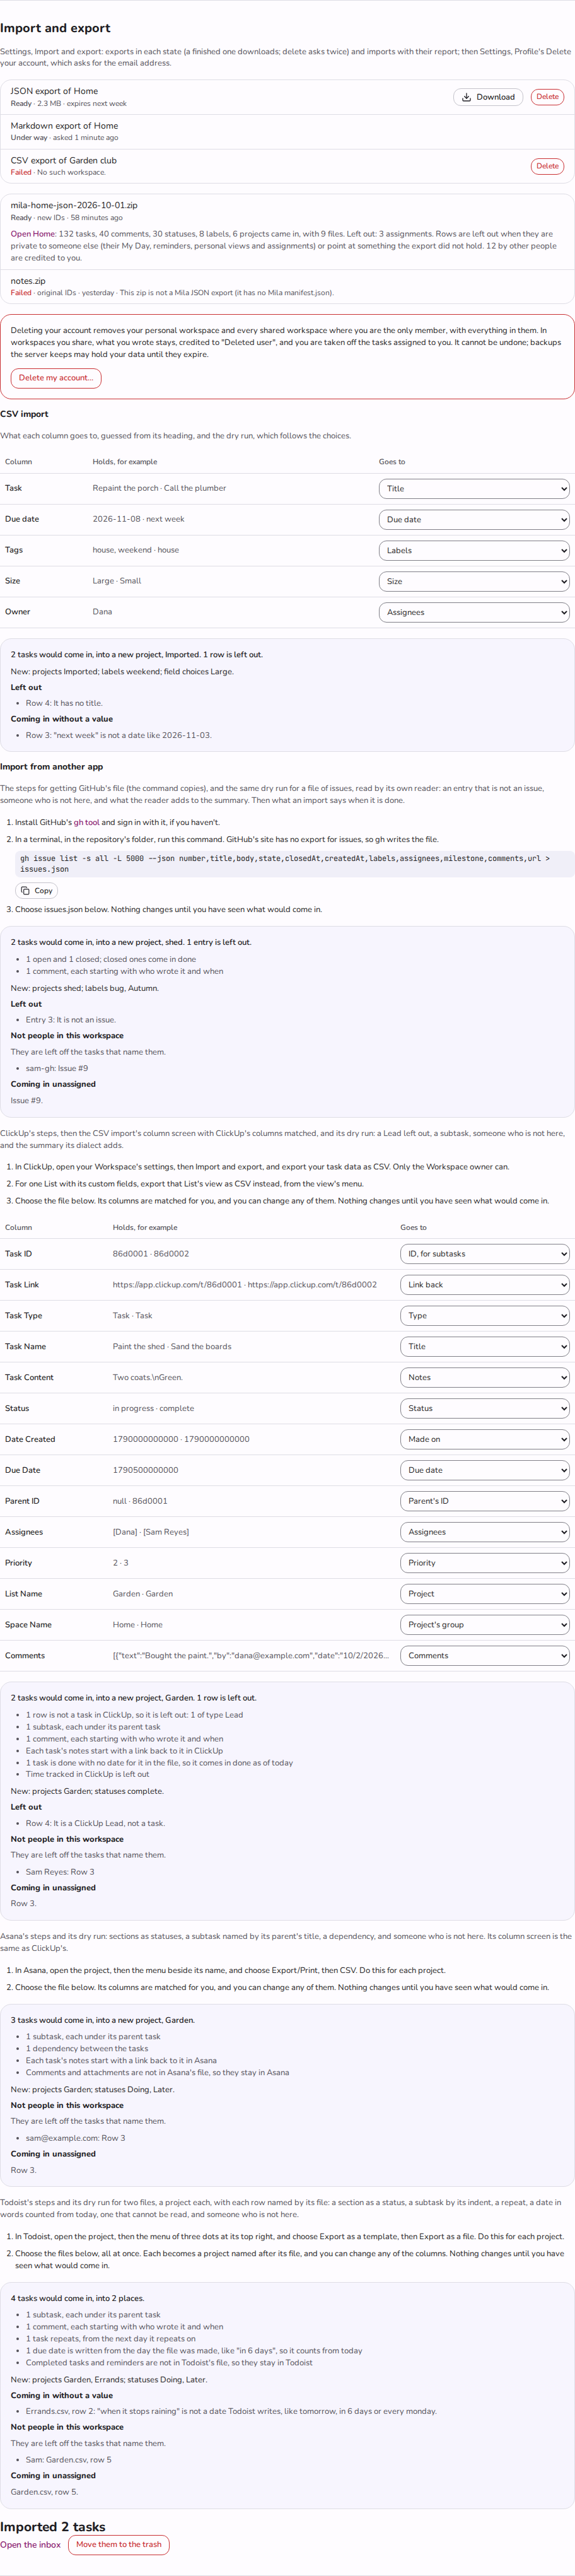 Import and export
Settings, Import and export: exports in each state (a finished one downloads; delete asks twice) and imports with their report; then Settings, Profile's Delete
your account, which asks for the email address.
JSON export of Home
Ready · 2.3 MB · expires next week
Download
Delete
Markdown export of Home
Under way · asked 1 minute ago
CSV export of Garden club
Failed · No such workspace.
Delete
mila-home-json-2026-10-01.zip
Ready · new IDs · 58 minutes ago
Open Home: 132 tasks, 40 comments, 30 statuses, 8 labels, 6 projects came in, with 9 files. Left out: 3 assignments. Rows are left out when they are
private to someone else (their My Day, reminders, personal views and assignments) or point at something the export did not hold. 12 by other people
are credited to you.
notes.zip
Failed · original IDs · yesterday · This zip is not a Mila JSON export (it has no Mila manifest.json).
Deleting your account removes your personal workspace and every shared workspace where you are the only member, with everything in them. In
workspaces you share, what you wrote stays, credited to "Deleted user", and you are taken off the tasks assigned to you. It cannot be undone; backups
the server keeps may hold your data until they expire.
Delete my account…
CSV import
What each column goes to, guessed from its heading, and the dry run, which follows the choices.
Column Holds, for example Goes to
Task Repaint the porch · Call the plumber Title
Due date 2026-11-08 · next week Due date
Tags house, weekend · house Labels
Size Large · Small Size
Owner Dana Assignees
2 tasks would come in, into a new project, Imported. 1 row is left out.
New: projects Imported; labels weekend; field choices Large.
Left out
• Row 4: It has no title.
Coming in without a value
• Row 3: "next week" is not a date like 2026-11-03.
Import from another app
The steps for getting GitHub's file (the command copies), and the same dry run for a file of issues, read by its own reader: an entry that is not an issue,
someone who is not here, and what the reader adds to the summary. Then what an import says when it is done.
1. Install GitHub's gh tool and sign in with it, if you haven't.
2. In a terminal, in the repository's folder, run this command. GitHub's site has no export for issues, so gh writes the file.
gh issue list -s all -L 5000 --json number,title,body,state,closedAt,createdAt,labels,assignees,milestone,comments,url >
issues.json
Copy
3. Choose issues.json below. Nothing changes until you have seen what would come in.
2 tasks would come in, into a new project, shed. 1 entry is left out.
• 1 open and 1 closed; closed ones come in done
• 1 comment, each starting with who wrote it and when
New: projects shed; labels bug, Autumn.
Left out
• Entry 3: It is not an issue.
Not people in this workspace
They are left off the tasks that name them.
• sam-gh: Issue #9
Coming in unassigned
Issue #9.
ClickUp's steps, then the CSV import's column screen with ClickUp's columns matched, and its dry run: a Lead left out, a subtask, someone who is not here,
and the summary its dialect adds.
1. In ClickUp, open your Workspace's settings, then Import and export, and export your task data as CSV. Only the Workspace owner can.
2. For one List with its custom fields, export that List's view as CSV instead, from the view's menu.
3. Choose the file below. Its columns are matched for you, and you can change any of them. Nothing changes until you have seen what would come in.
Column Holds, for example Goes to
Task ID 86d0001 · 86d0002 ID, for subtasks
Task Link https://app.clickup.com/t/86d0001 · https://app.clickup.com/t/86d0002 Link back
Task Type Task · Task Type
Task Name Paint the shed · Sand the boards Title
Task Content Two coats.\nGreen. Notes
Status in progress · complete Status
Date Created 1790000000000 · 1790000000000 Made on
Due Date 1790500000000 Due date
Parent ID null · 86d0001 Parent's ID
Assignees [Dana] · [Sam Reyes] Assignees
Priority 2 · 3 Priority
List Name Garden · Garden Project
Space Name Home · Home Project's group
Comments [{"text":"Bought the paint.","by":"dana@example.com","date":"10/2/2026… Comments
2 tasks would come in, into a new project, Garden. 1 row is left out.
• 1 row is not a task in ClickUp, so it is left out: 1 of type Lead
• 1 subtask, each under its parent task
• 1 comment, each starting with who wrote it and when
• Each task's notes start with a link back to it in ClickUp
• 1 task is done with no date for it in the file, so it comes in done as of today
• Time tracked in ClickUp is left out
New: projects Garden; statuses complete.
Left out
• Row 4: It is a ClickUp Lead, not a task.
Not people in this workspace
They are left off the tasks that name them.
• Sam Reyes: Row 3
Coming in unassigned
Row 3.
Asana's steps and its dry run: sections as statuses, a subtask named by its parent's title, a dependency, and someone who is not here. Its column screen is the
same as ClickUp's.
1. In Asana, open the project, then the menu beside its name, and choose Export/Print, then CSV. Do this for each project.
2. Choose the file below. Its columns are matched for you, and you can change any of them. Nothing changes until you have seen what would come in.
3 tasks would come in, into a new project, Garden.
• 1 subtask, each under its parent task
• 1 dependency between the tasks
• Each task's notes start with a link back to it in Asana
• Comments and attachments are not in Asana's file, so they stay in Asana
New: projects Garden; statuses Doing, Later.
Not people in this workspace
They are left off the tasks that name them.
• sam@example.com: Row 3
Coming in unassigned
Row 3.
Todoist's steps and its dry run for two files, a project each, with each row named by its file: a section as a status, a subtask by its indent, a repeat, a date in
words counted from today, one that cannot be read, and someone who is not here.
1. In Todoist, open the project, then the menu of three dots at its top right, and choose Export as a template, then Export as a file. Do this for each project.
2. Choose the files below, all at once. Each becomes a project named after its file, and you can change any of the columns. Nothing changes until you have
seen what would come in.
4 tasks would come in, into 2 places.
• 1 subtask, each under its parent task
• 1 comment, each starting with who wrote it and when
• 1 task repeats, from the next day it repeats on
• 1 due date is written from the day the file was made, like "in 6 days", so it counts from today
• Completed tasks and reminders are not in Todoist's file, so they stay in Todoist
New: projects Garden, Errands; statuses Doing, Later.
Coming in without a value
• Errands.csv, row 2: "when it stops raining" is not a date Todoist writes, like tomorrow, in 6 days or every monday.
Not people in this workspace
They are left off the tasks that name them.
• Sam: Garden.csv, row 5
Coming in unassigned
Garden.csv, row 5.
Imported 2 tasks
Open the inbox
Move them to the trash